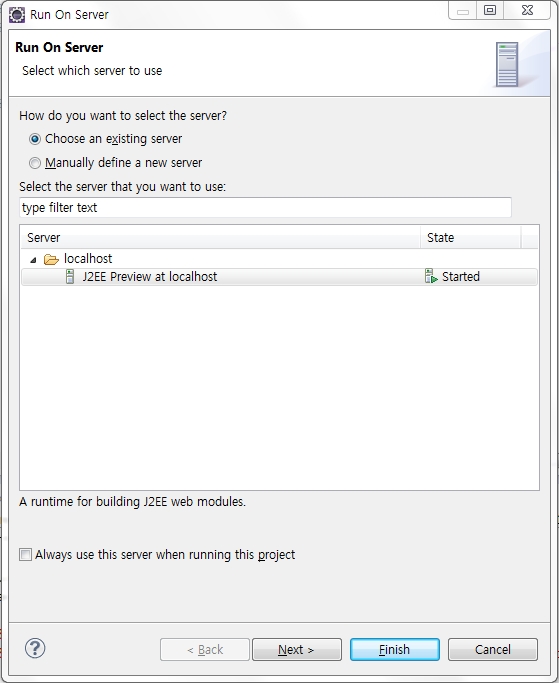 Run On Server
Run On Server
Select which server to use
How do you want to select the server?
Choose an existing server
Manually define a new server
Select the server that you want to use:
type filter text
Server State
localhost
J2EE Preview at localhost Started
A runtime for building J2EE web modules.
Always use this server when running this project
? < Back Next > Finish Cancel